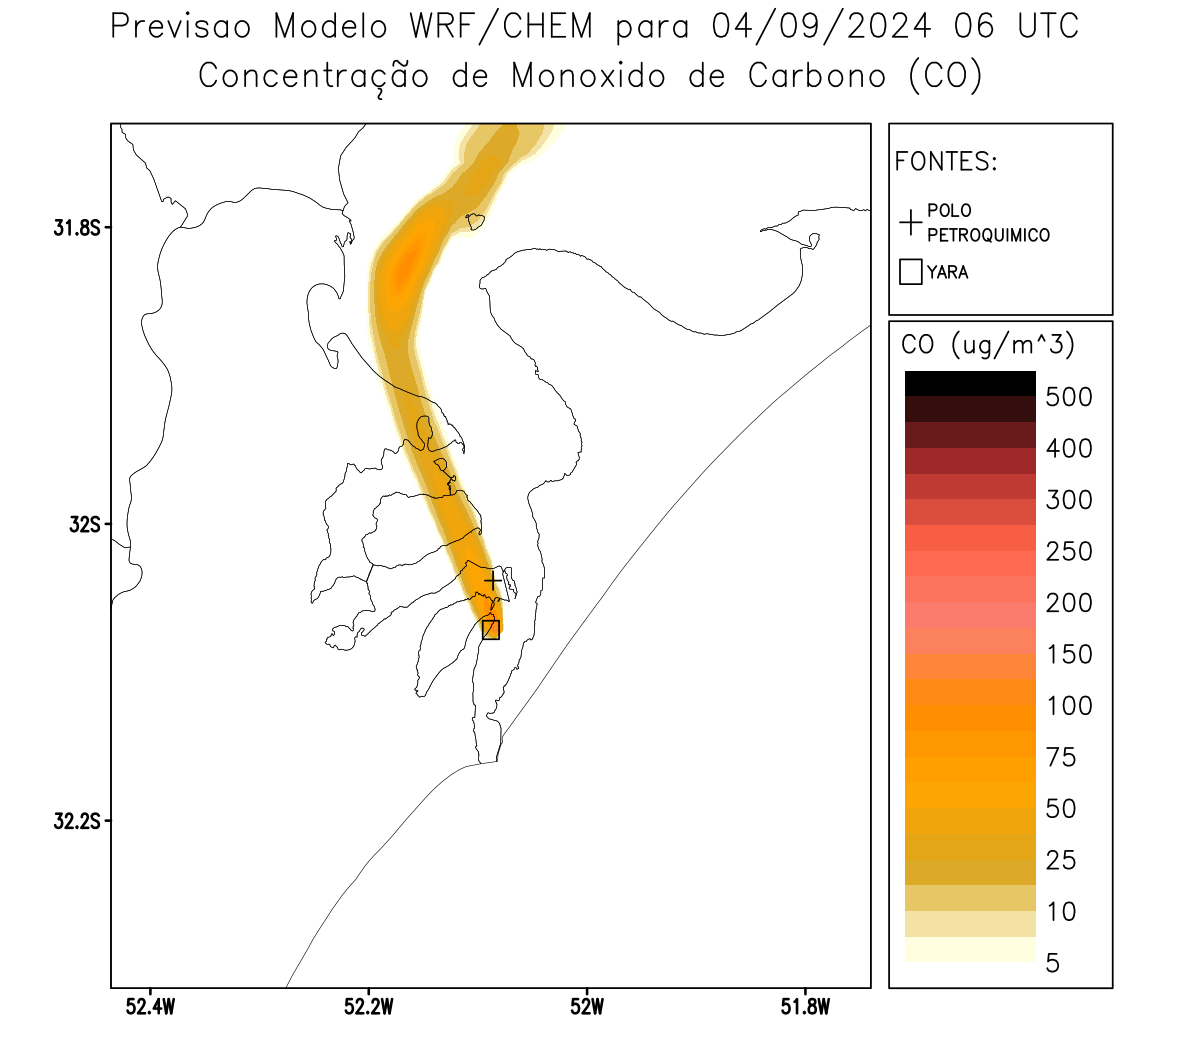 Previsao Modelo WRF/CHEM para 04/09/2024 06 UTC
Concentração de Monoxido de Carbono (CO)
FONTES:
POLO
PETROQUIMICO
YARA
31.8S
32S
32.2S
52.4W
52.2W
52W
51.8W
CO (ug/m^3)
500
400
300
250
200
150
100
75
50
25
10
5